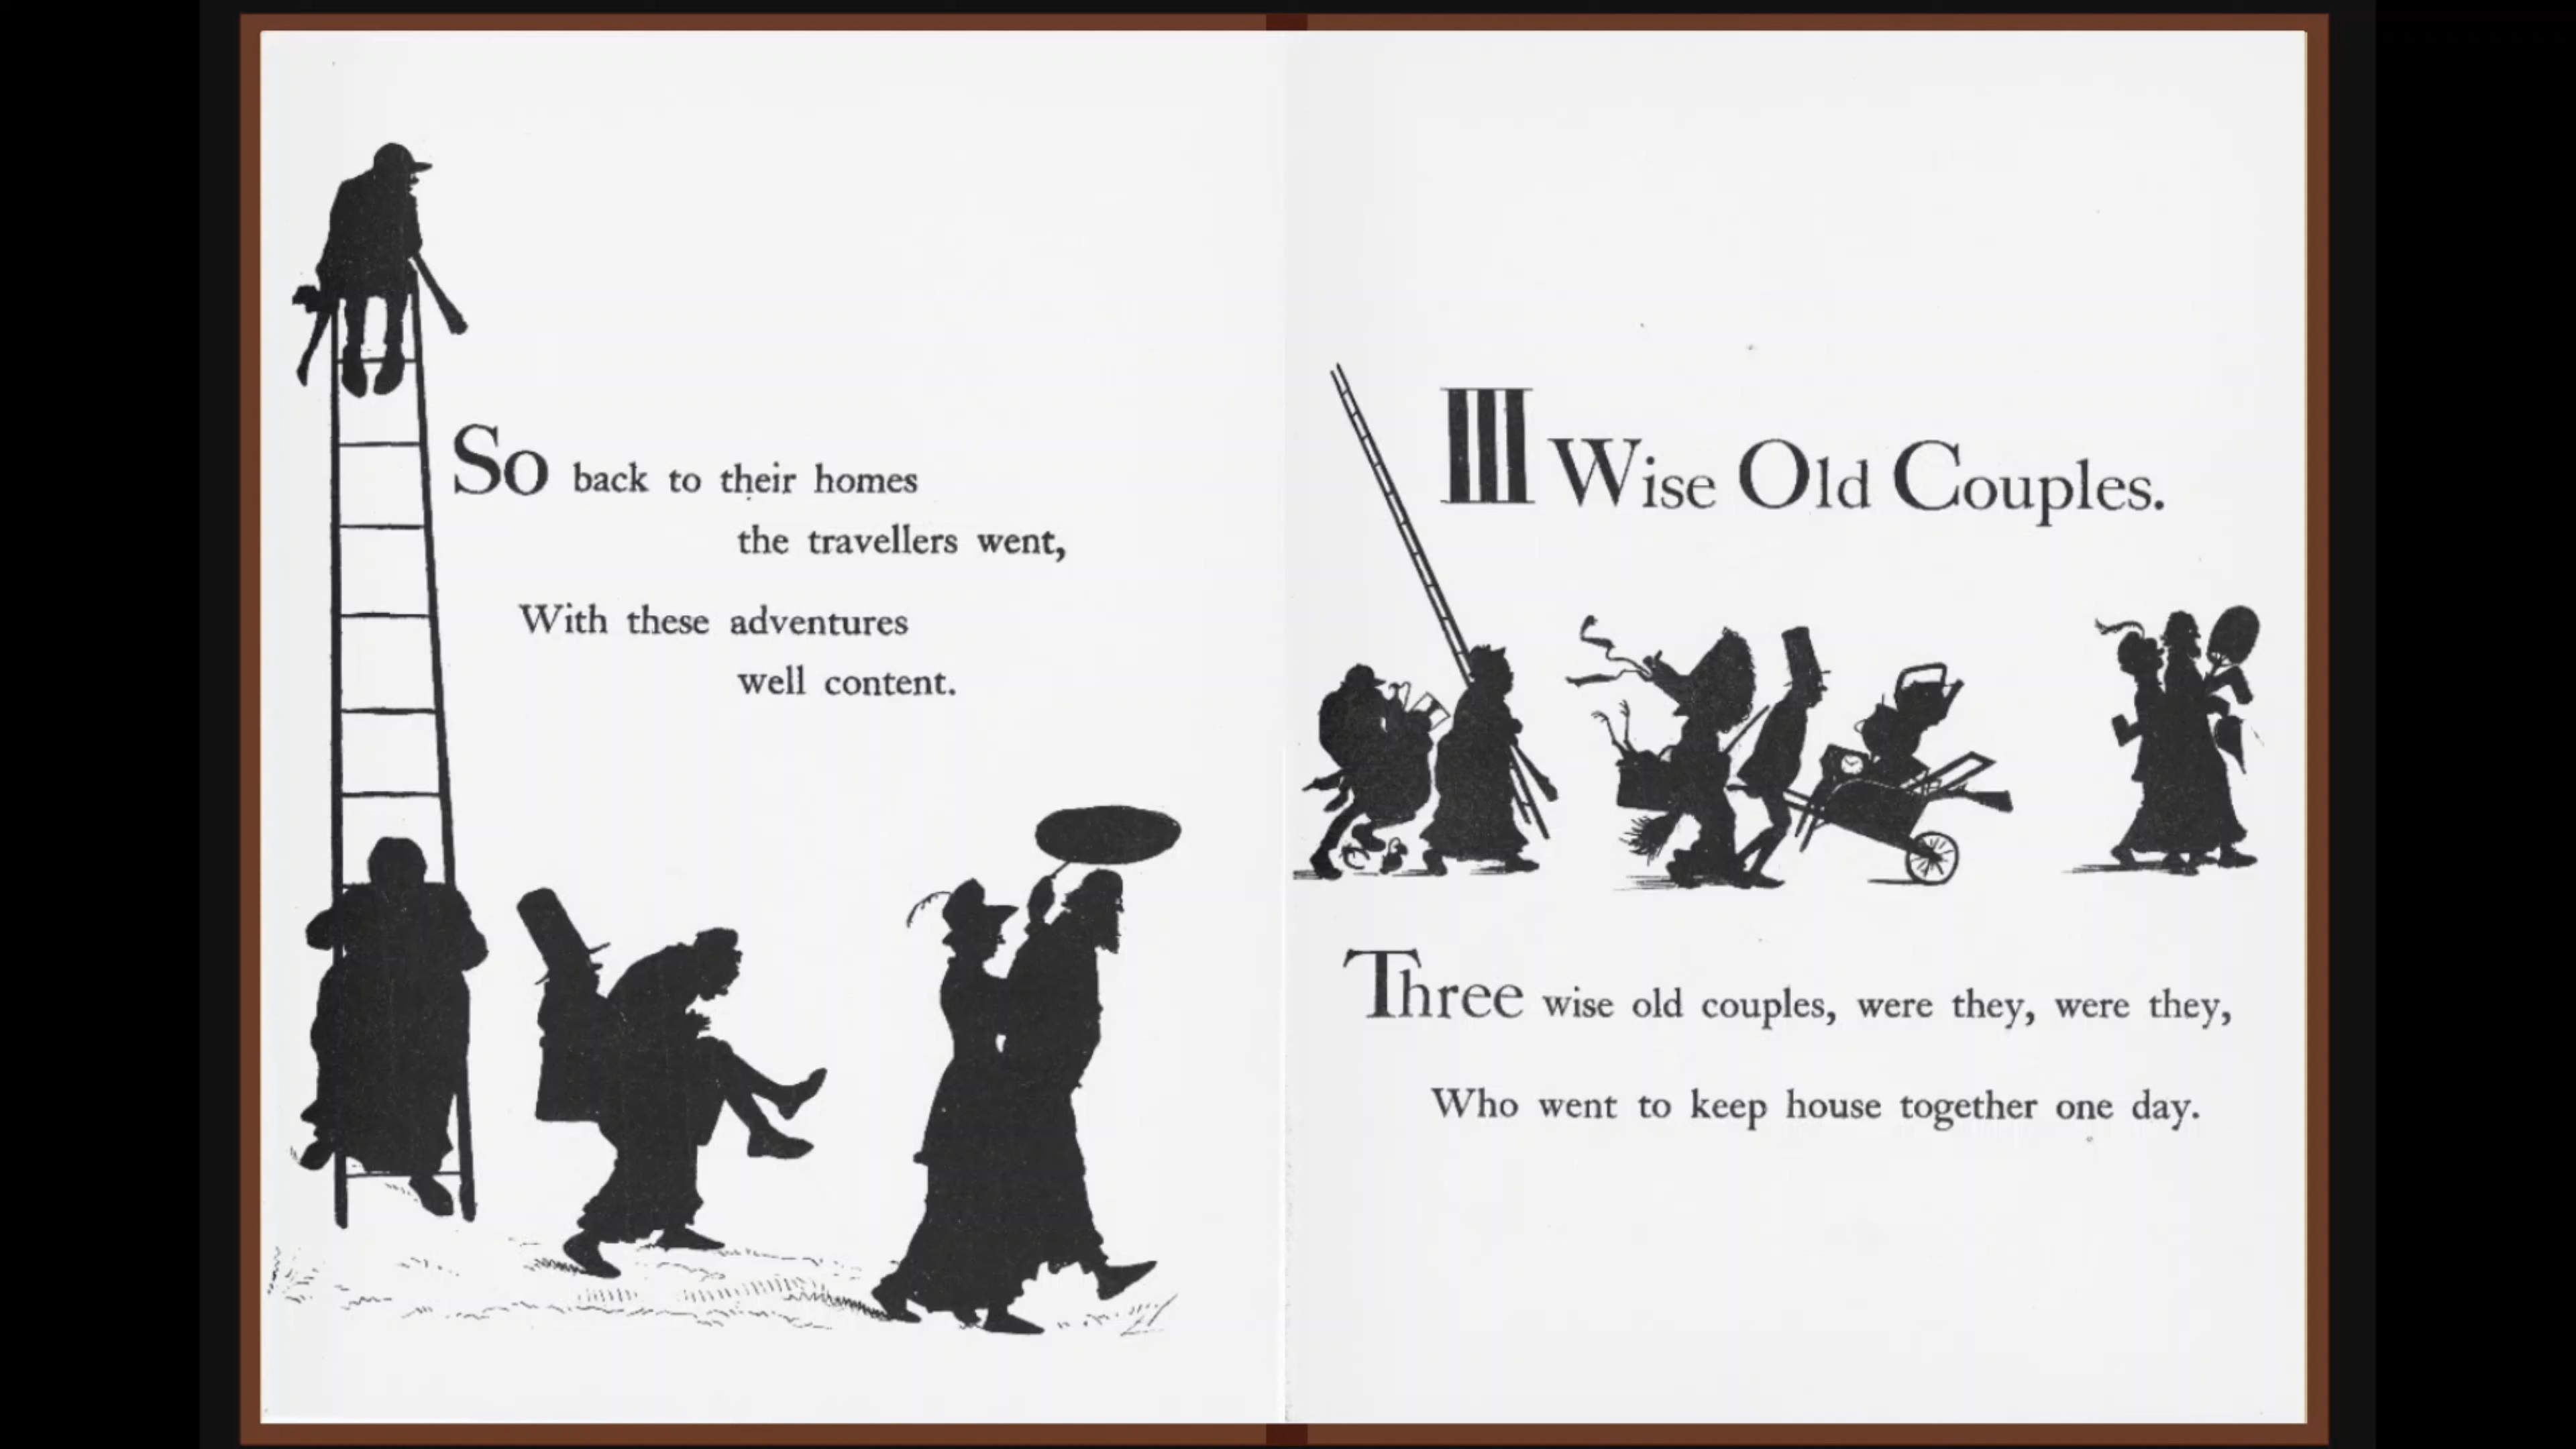 So back to their homes
the travellers went,
With these adventures
well content.
III Wise Old Couples.
Three wise old couples, were they, were they,
Who went to keep house together one day.